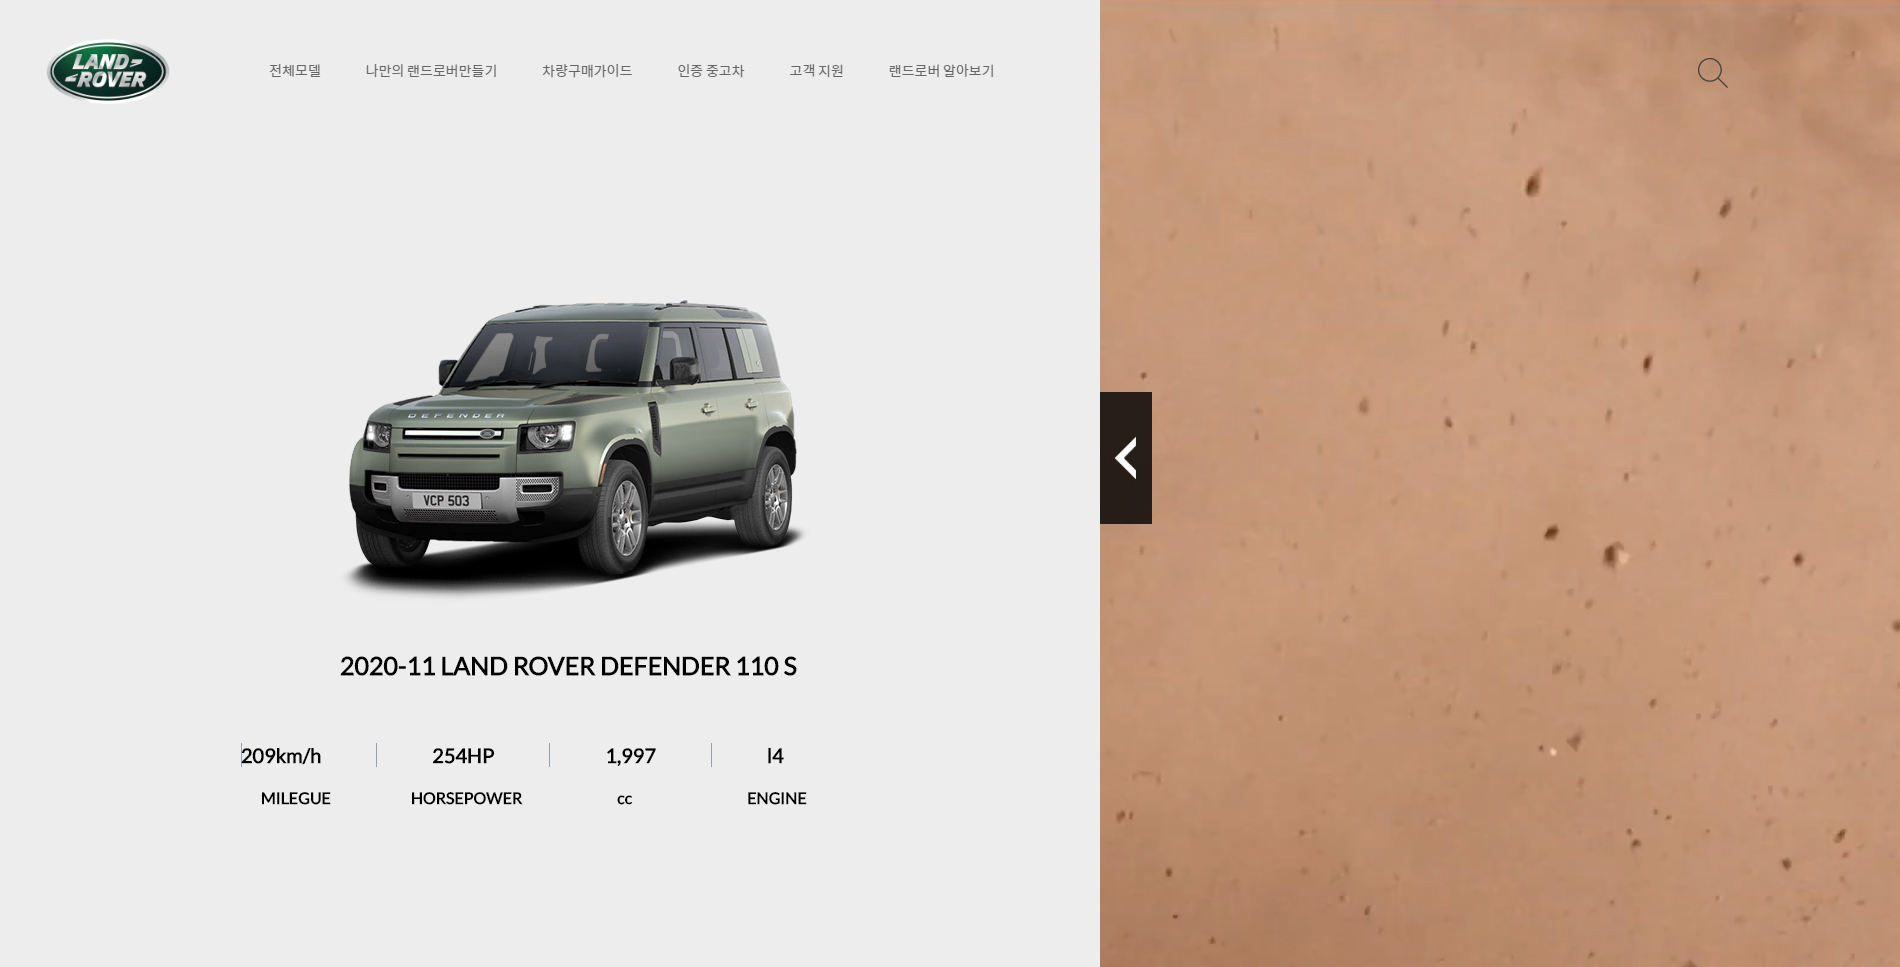 LAND
ROVER
전체모델 나만의 랜드로버만들기 차량구매가이드 인증 중고차 고객 지원 랜드로버 알아보기
DEFENDER
VCP 503
2020-11 LAND ROVER DEFENDER 110 S
209km/h 254HP 1,997 I4
MILEGUE HORSEPOWER cc ENGINE